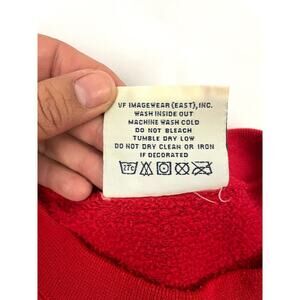 VF IMAGEWEAR (EAST), INC.
WASH INSIDE OUT
MACHINE WASH COLD
DO NOT BLEACH
TUMBLE DRY LOW
DO NOT DRY CLEAN OR IRON
IF DECORATED